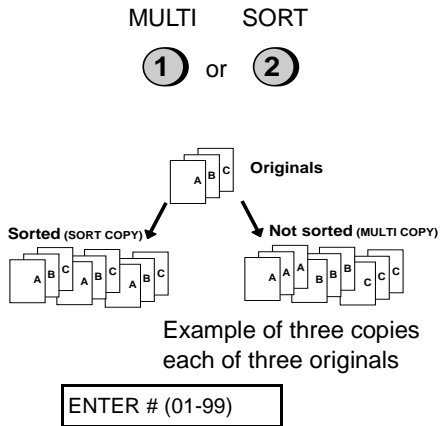 MULTI SORT
1 or 2
A B C Originals
Sorted (SORT COPY) Not sorted (MULTI COPY)
A B C A B C A B C A A A B B B C C C
Example of three copies
each of three originals
ENTER # (01-99)